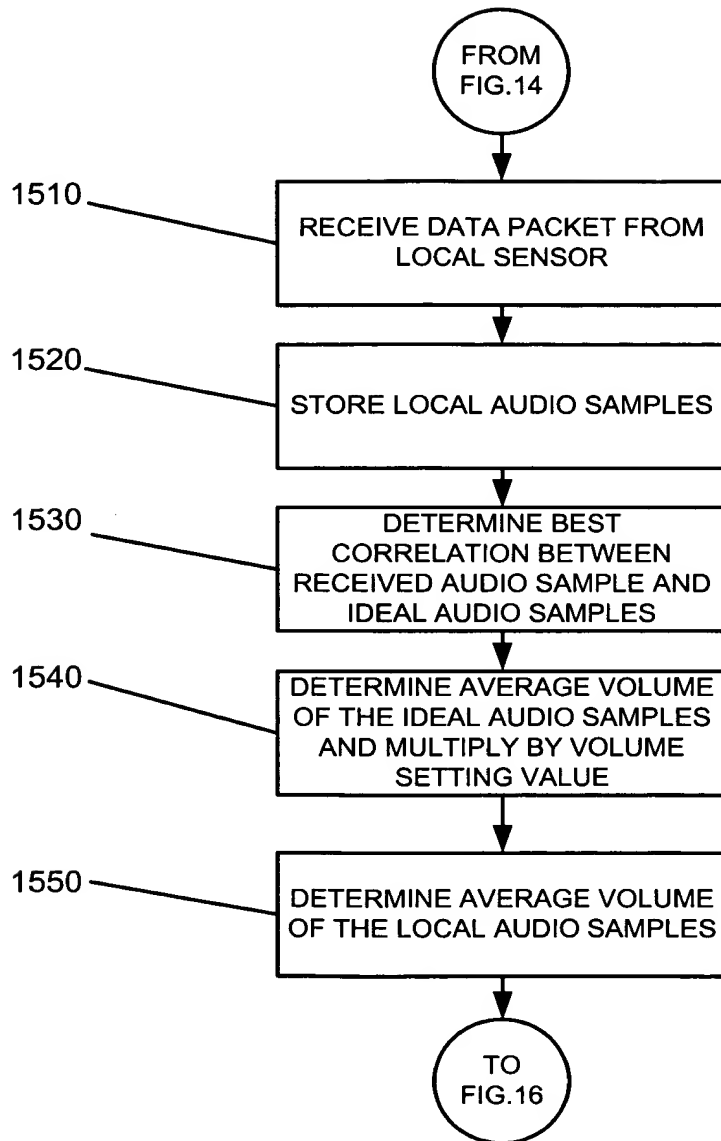 FROM
FIG.14
1510
RECEIVE DATA PACKET FROM
LOCAL SENSOR
1520
STORE LOCAL AUDIO SAMPLES
1530
DETERMINE BEST
CORRELATION BETWEEN
RECEIVED AUDIO SAMPLE AND
IDEAL AUDIO SAMPLES
1540
DETERMINE AVERAGE VOLUME
OF THE IDEAL AUDIO SAMPLES
AND MULTIPLY BY VOLUME
SETTING VALUE
1550
DETERMINE AVERAGE VOLUME
OF THE LOCAL AUDIO SAMPLES
TO
FIG.16